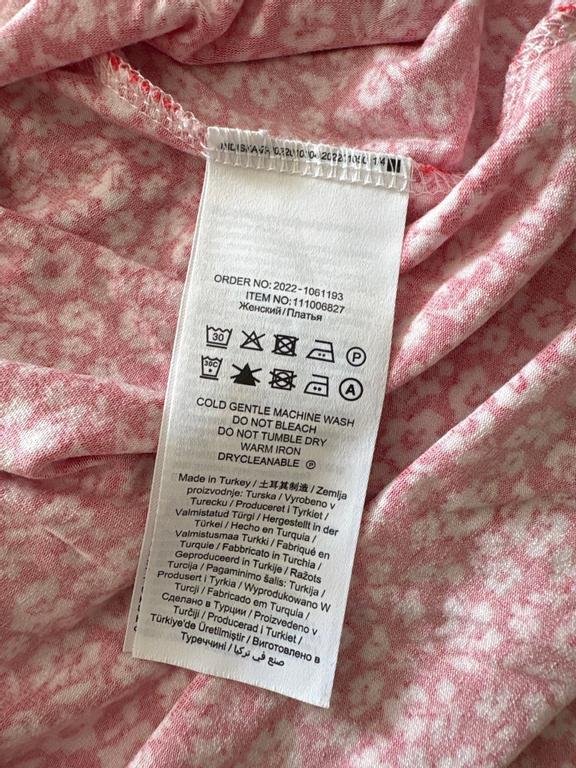 ORDER NO: 2022-1061193
ITEM NO: 111006827
Женский/Платья
30 P
30C A
COLD GENTLE MACHINE WASH
DO NOT BLEACH
DO NOT TUMBLE DRY
WARM IRON
DRYCLEANABLE Ⓟ
Made in Turkey / 土耳其制造 / Zemlja
proizvodnje: Turska / Vyrobeno v
Turecku / Produceret i Tyrkiet /
Valmistatud Türgi / Hergestellt in der
Türkei / Hecho en Turquia /
Valmistusmaa Turkki / Fabriqué en
Turquie / Fabbricato in Turchia /
Geproduceerd in Turkije / Ražots
Turcija / Pagaminimo šalis: Turkija /
Produsert i Tyrkia / Wyprodukowano W
Turcji / Fabricado em Turquia /
Сделано в Турции / Proizvedeno v
Turčiji / Producerad i Turkiet /
Türkiye'de Üretilmiştir / Виготовлено в
Туреччині / صنع في تركيا